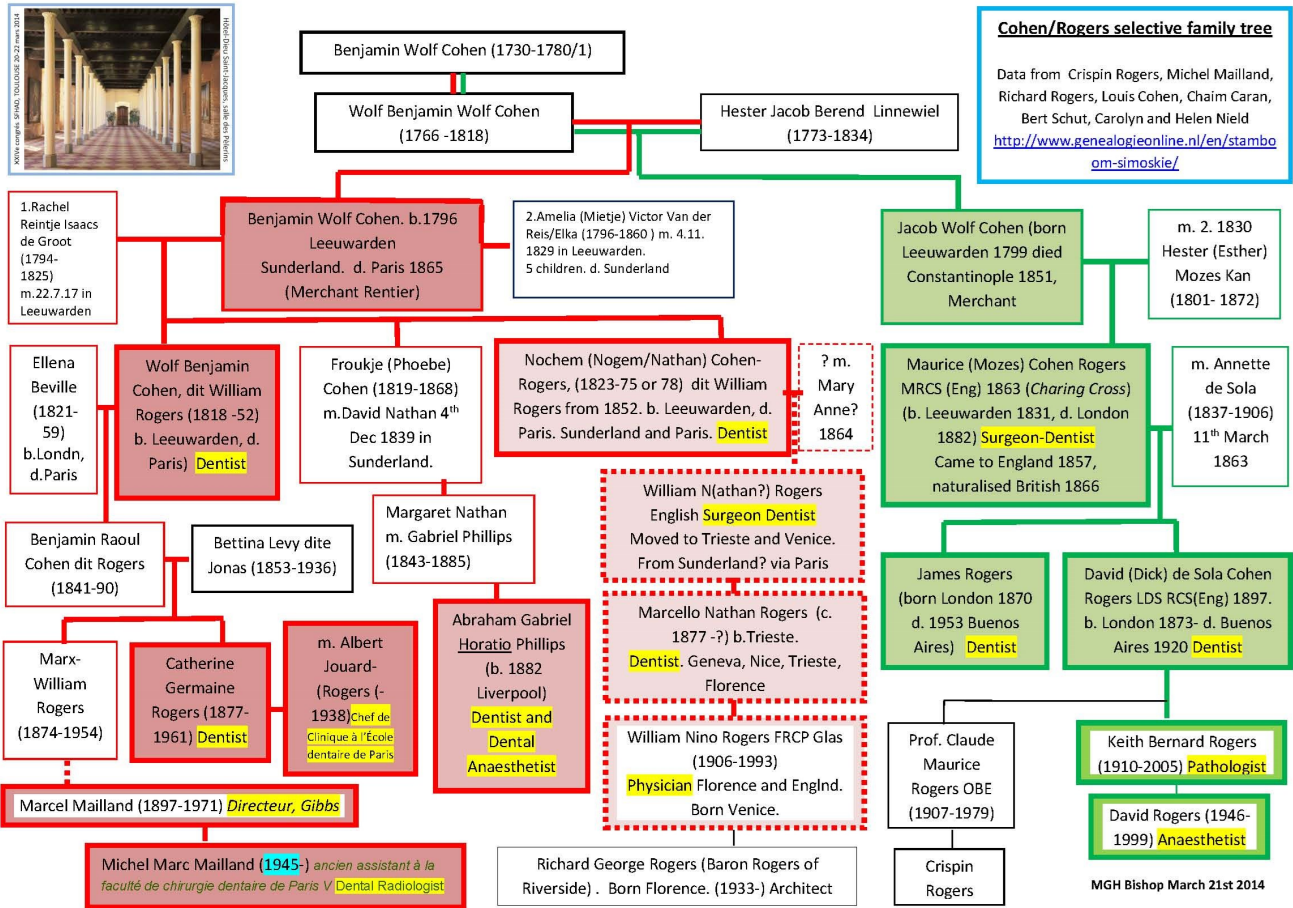 XXIVe congrès SFHAD, TOULOUSE 20-22 mars 2014
Hôtel-Dieu Saint-Jacques, salle des Pèlerins
Benjamin Wolf Cohen (1730-1780/1)
Wolf Benjamin Wolf Cohen
(1766 -1818)
Hester Jacob Berend Linnewiel
(1773-1834)
Cohen/Rogers selective family tree
Data from Crispin Rogers, Michel Mailland,
Richard Rogers, Louis Cohen, Chaim Caran,
Bert Schut, Carolyn and Helen Nield
http://www.genealogieonline.nl/en/stambo
om-simoskie/
1.Rachel
Reintje Isaacs
de Groot
(1794-
1825)
m.22.7.17 in
Leeuwarden
Benjamin Wolf Cohen. b.1796
Leeuwarden
Sunderland. d. Paris 1865
(Merchant Rentier)
2.Amelia (Mietje) Victor Van der
Reis/Elka (1796-1860 ) m. 4.11.
1829 in Leeuwarden.
5 children. d. Sunderland
Jacob Wolf Cohen (born
Leeuwarden 1799 died
Constantinople 1851,
Merchant
m. 2. 1830
Hester (Esther)
Mozes Kan
(1801- 1872)
Ellena
Beville
(1821-
59)
b.Londn,
d.Paris
Wolf Benjamin
Cohen, dit William
Rogers (1818 -52)
b. Leeuwarden, d.
Paris) Dentist
Froukje (Phoebe)
Cohen (1819-1868)
m.David Nathan 4th
Dec 1839 in
Sunderland.
Nochem (Nogem/Nathan) Cohen-
Rogers, (1823-75 or 78) dit William
Rogers from 1852. b. Leeuwarden, d.
Paris. Sunderland and Paris. Dentist
? m.
Mary
Anne?
1864
Maurice (Mozes) Cohen Rogers
MRCS (Eng) 1863 (Charing Cross)
(b. Leeuwarden 1831, d. London
1882) Surgeon-Dentist
Came to England 1857,
naturalised British 1866
m. Annette
de Sola
(1837-1906)
11th March
1863
Benjamin Raoul
Cohen dit Rogers
(1841-90)
Bettina Levy dite
Jonas (1853-1936)
Margaret Nathan
m. Gabriel Phillips
(1843-1885)
William N(athan?) Rogers
English Surgeon Dentist
Moved to Trieste and Venice.
From Sunderland? via Paris
James Rogers
(born London 1870
d. 1953 Buenos
Aires) Dentist
David (Dick) de Sola Cohen
Rogers LDS RCS(Eng) 1897.
b. London 1873- d. Buenos
Aires 1920 Dentist
Marx-
William
Rogers
(1874-1954)
Catherine
Germaine
Rogers (1877-
1961) Dentist
m. Albert
Jouard-
(Rogers (-
1938)Chef de
Clinique à l'École
dentaire de Paris
Abraham Gabriel
Horatio Phillips
(b. 1882
Liverpool)
Dentist and
Dental
Anaesthetist
Marcello Nathan Rogers (c.
1877 -?) b.Trieste.
Dentist. Geneva, Nice, Trieste,
Florence
William Nino Rogers FRCP Glas
(1906-1993)
Physician Florence and Englnd.
Born Venice.
Prof. Claude
Maurice
Rogers OBE
(1907-1979)
Keith Bernard Rogers
(1910-2005) Pathologist
David Rogers (1946-
1999) Anaesthetist
Marcel Mailland (1897-1971) Directeur, Gibbs
Michel Marc Mailland (1945-) ancien assistant à la
faculté de chirurgie dentaire de Paris V Dental Radiologist
Richard George Rogers (Baron Rogers of
Riverside) . Born Florence. (1933-) Architect
Crispin
Rogers
MGH Bishop March 21st 2014